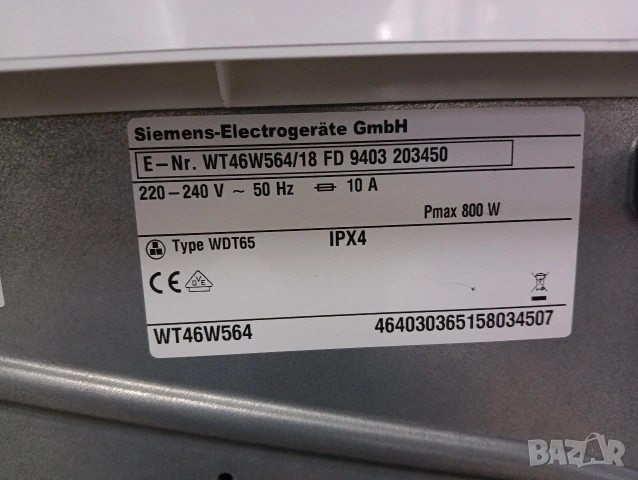 Siemens-Electrogeräte GmbH
E-Nr. WT46W564/18 FD 9403 203450
220-240 V ~ 50 Hz 10 A
Pmax 800 W
Type WDT65 IPX4
CE OVE
WT46W564 464030365158034507
BAZAR